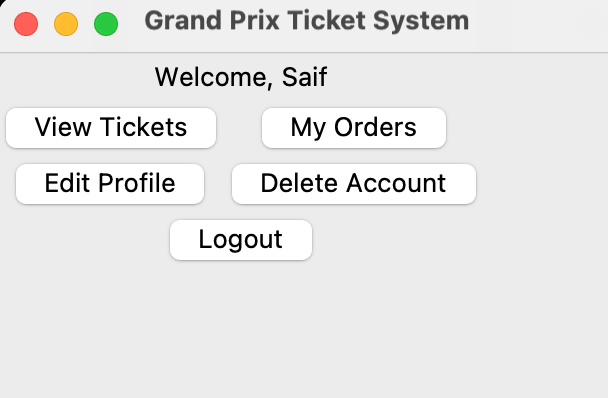 Grand Prix Ticket System
Welcome, Saif
View Tickets My Orders
Edit Profile Delete Account
Logout